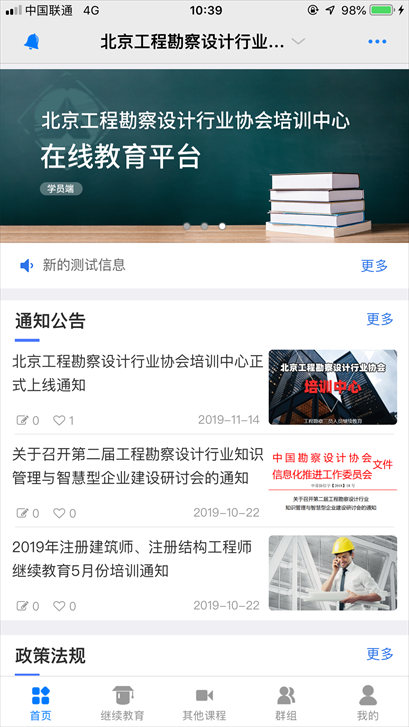 中国联通 4G 10:39 98%
北京工程勘察设计行业...
北京工程勘察设计行业协会培训中心
在线教育平台
学员端
新的测试信息 更多
通知公告 更多
北京工程勘察设计行业协会培训中心正
式上线通知
0 1 2019-11-14
北京工程勘察设计行业协会
培训中心
关于召开第二届工程勘察设计行业知识
管理与智慧型企业建设研讨会的通知
0 0 2019-10-22
中国勘察设计协会
信息化推进工作委员会
文件
关于召开第二届工程勘察设计行业
知识管理与智慧型企业建设研讨会的通知
2019年注册建筑师、注册结构工程师
继续教育5月份培训通知
0 0 2019-10-22
政策法规 更多
首页 继续教育 其他课程 群组 我的